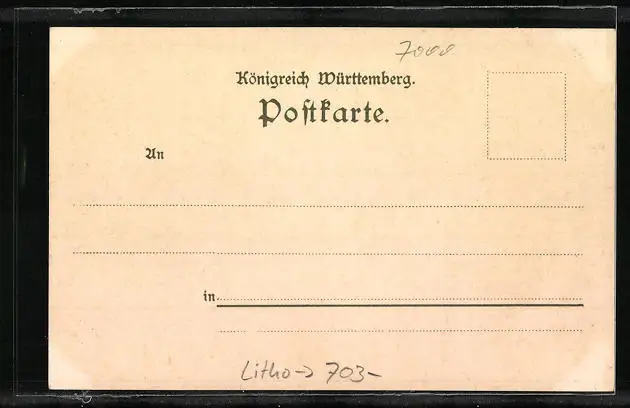 7000
Königreich Württemberg.
Postkarte.
An
in
Litho → 703-